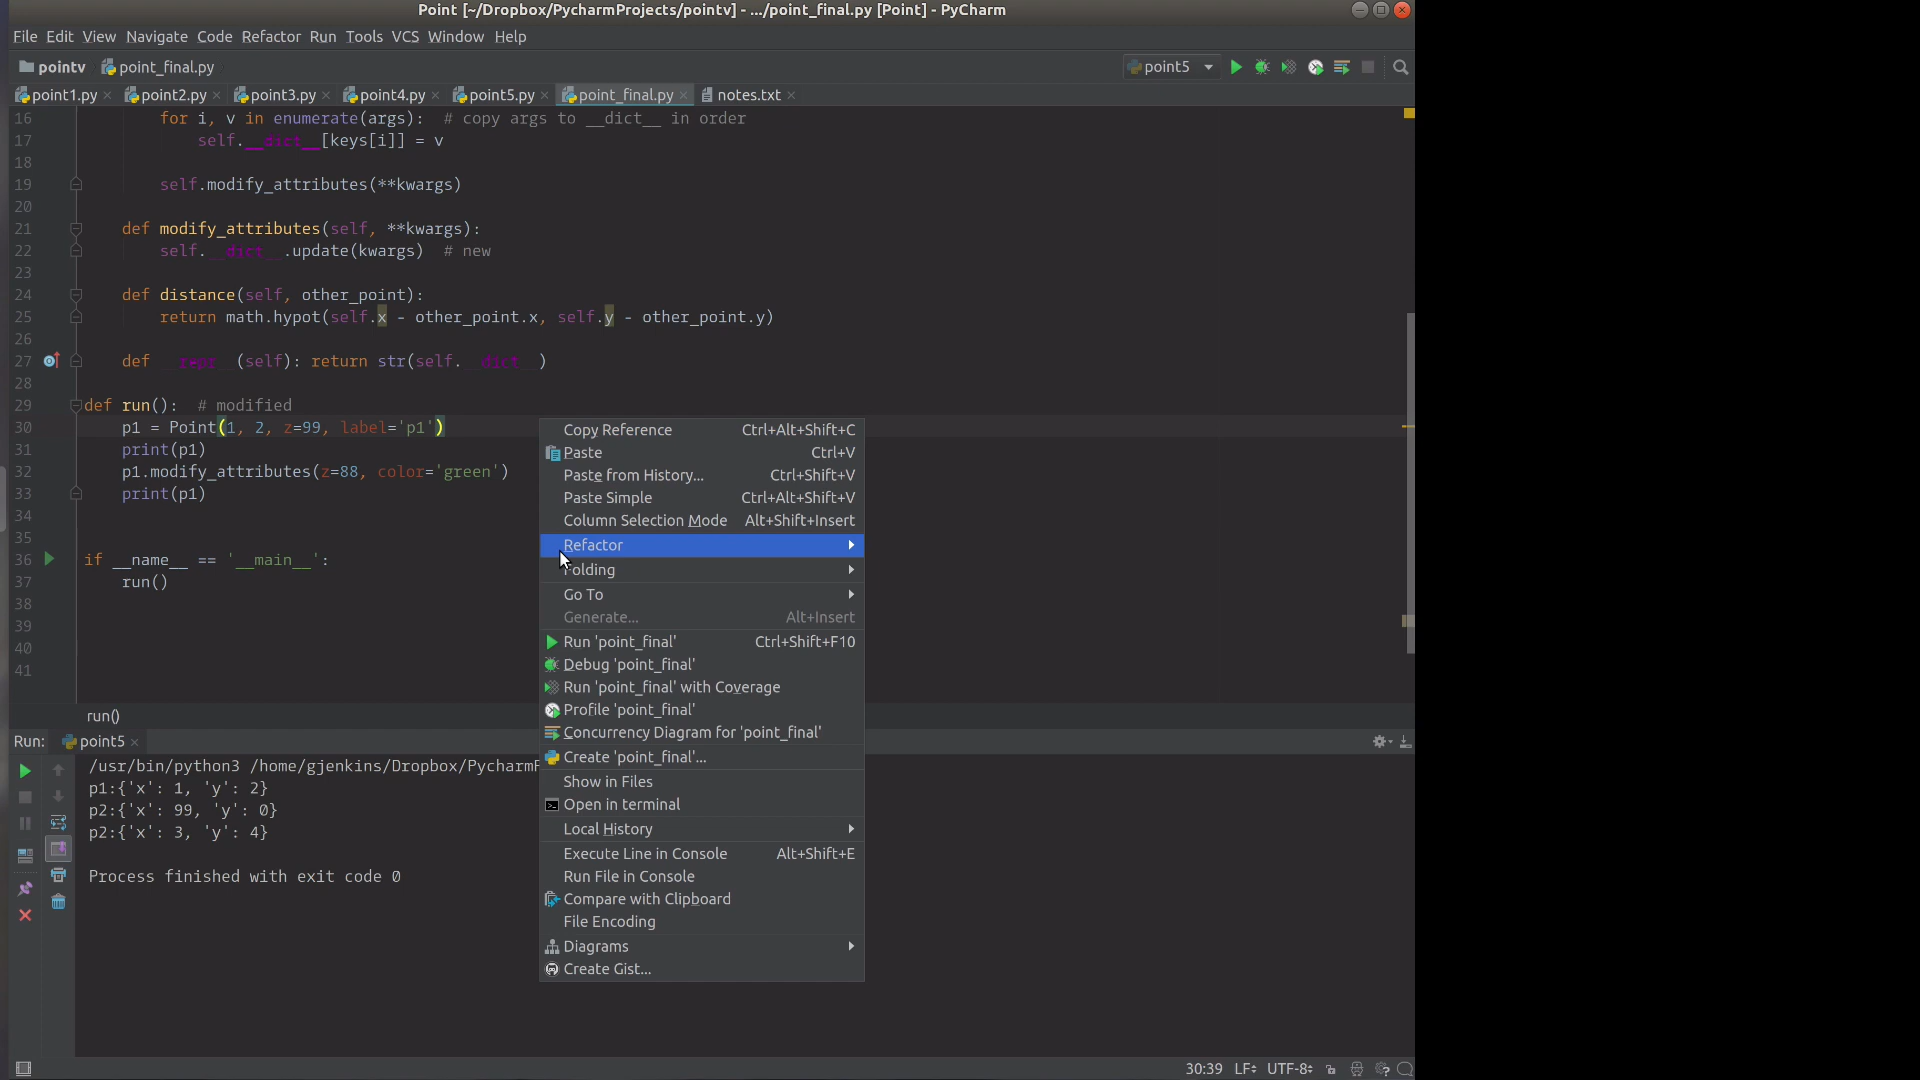 Point [~/Dropbox/PycharmProjects/pointv] - .../point_final.py [Point] - PyCharm
File Edit View Navigate Code Refactor Run Tools VCS Window Help
pointv point_final.py point5
point1.py point2.py point3.py point4.py point5.py point_final.py notes.txt
16 for i, v in enumerate(args): # copy args to __dict__ in order
17 self.__dict__[keys[i]] = v
18
19 self.modify_attributes(**kwargs)
20
21 def modify_attributes(self, **kwargs):
22 self.__dict__.update(kwargs) # new
23
24 def distance(self, other_point):
25 return math.hypot(self.x - other_point.x, self.y - other_point.y)
26
27 def __repr__(self): return str(self.__dict__)
28
29 def run(): # modified
30 p1 = Point(1, 2, z=99, label='p1')
31 print(p1)
32 p1.modify_attributes(z=88, color='green')
33 print(p1)
34
35
36 if __name__ == '__main__':
37 run()
38
39
40
41
run()
Copy Reference Ctrl+Alt+Shift+C
Paste Ctrl+V
Paste from History... Ctrl+Shift+V
Paste Simple Ctrl+Alt+Shift+V
Column Selection Mode Alt+Shift+Insert
Refactor
Folding
Go To
Generate... Alt+Insert
Run 'point_final' Ctrl+Shift+F10
Debug 'point_final'
Run 'point_final' with Coverage
Profile 'point_final'
Concurrency Diagram for 'point_final'
Create 'point_final'...
Show in Files
Open in terminal
Local History
Execute Line in Console Alt+Shift+E
Run File in Console
Compare with Clipboard
File Encoding
Diagrams
Create Gist...
Run: point5
/usr/bin/python3 /home/gjenkins/Dropbox/PycharmP
p1:{'x': 1, 'y': 2}
p2:{'x': 99, 'y': 0}
p2:{'x': 3, 'y': 4}
Process finished with exit code 0
30:39 LF UTF-8